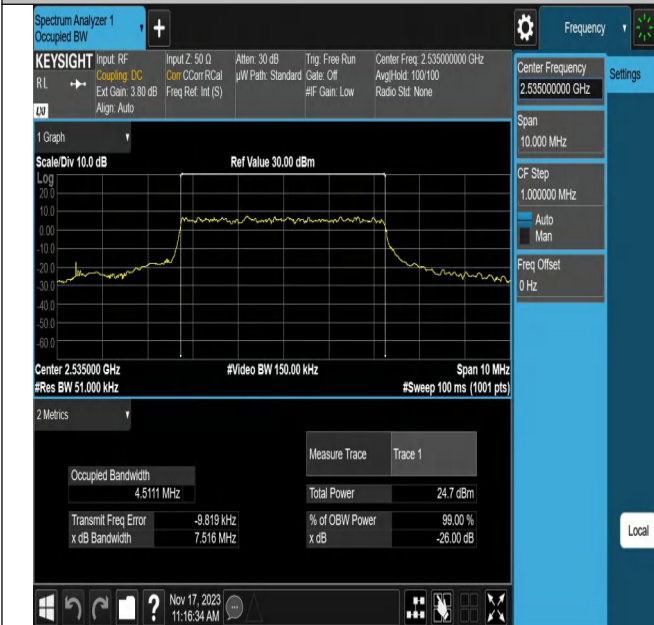 Spectrum Analyzer 1
Occupied BW
+
Frequency
KEYSIGHT
RL
LXI
Input: RF
Coupling: DC
Ext Gain: 3.80 dB
Align: Auto
Input Z: 50 Ω
Corr CCorr RCal
Freq Ref: Int (S)
Atten: 30 dB
µW Path: Standard
Trig: Free Run
Gate: Off
#IF Gain: Low
Center Freq: 2.535000000 GHz
Avg|Hold: 100/100
Radio Std: None
Center Frequency
2.535000000 GHz
Settings
Span
10.000 MHz
CF Step
1.000000 MHz
Auto
Man
Freq Offset
0 Hz
1 Graph
Scale/Div 10.0 dB
Ref Value 30.00 dBm
Log
20.0
10.0
0.00
-10.0
-20.0
-30.0
-40.0
-50.0
-60.0
Center 2.535000 GHz
#Video BW 150.00 kHz
Span 10 MHz
#Res BW 51.000 kHz
#Sweep 100 ms (1001 pts)
2 Metrics
Measure Trace Trace 1
Occupied Bandwidth
4.5111 MHz
Total Power 24.7 dBm
Transmit Freq Error -9.819 kHz
% of OBW Power 99.00 %
x dB Bandwidth 7.516 MHz
x dB -26.00 dB
Local
?
Nov 17, 2023
11:16:34 AM